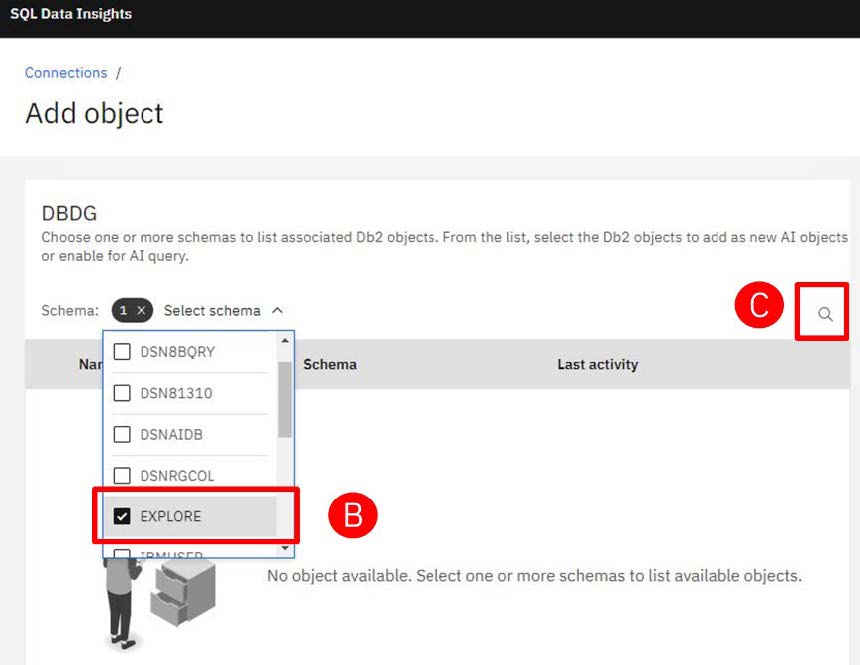 SQL Data Insights
Connections /
Add object
DBDG
Choose one or more schemas to list associated Db2 objects. From the list, select the Db2 objects to add as new AI objects
or enable for AI query.
Schema: 1 X Select schema
C
Nar Schema Last activity
DSN8BQRY
DSN81310
DSNAIDB
DSNRGCOL
EXPLORE
B
IBMUSER
No object available. Select one or more schemas to list available objects.